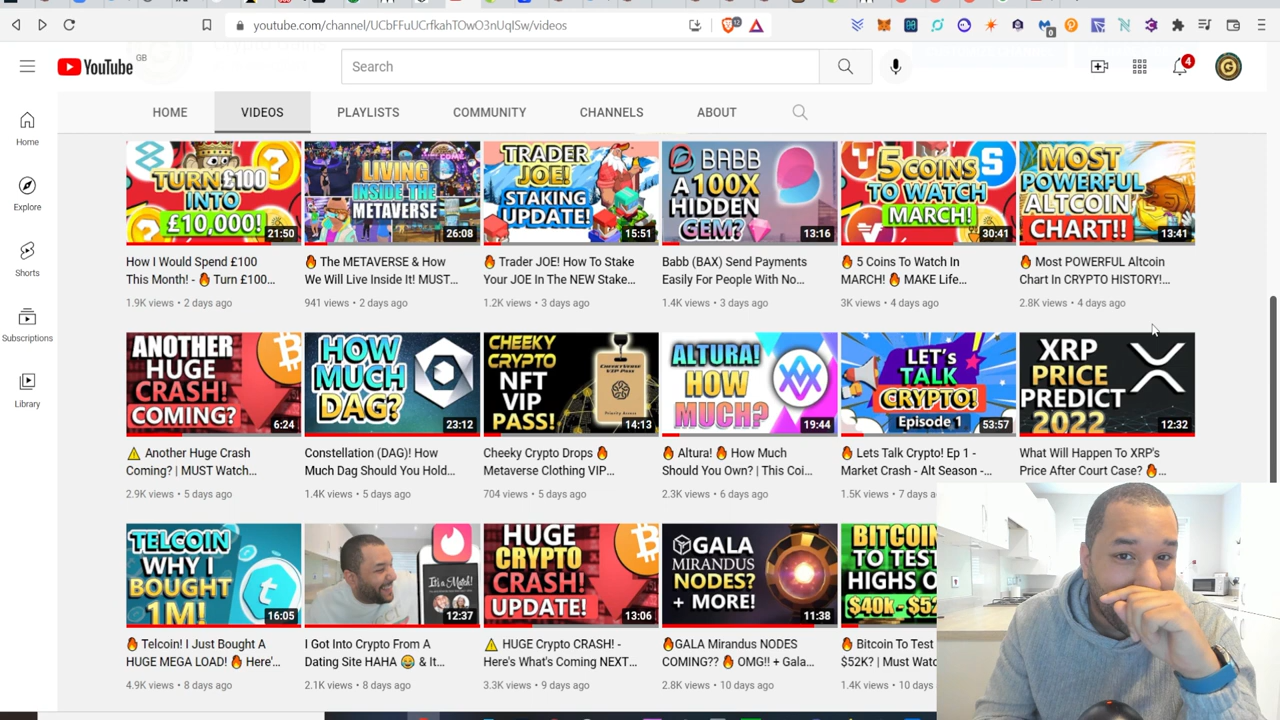 youtube.com/channel/UCbFFuUCrfkahTOwO3nUqlSw/videos
12
0
YouTube GB
Search
4
HOME
VIDEOS
PLAYLISTS
COMMUNITY
CHANNELS
ABOUT
Home
Explore
Shorts
Subscriptions
Library
TURN £100
INTO
£10,000!
21:50
LIVING
INSIDE THE
METAVERSE
26:08
TRADER
JOE!
STAKING
UPDATE!
15:51
BABB
A 100X
HIDDEN
GEM?
13:16
5 COINS
TO WATCH
MARCH!
30:41
MOST
POWERFUL
ALTCOIN
CHART!!
13:41
How I Would Spend £100
This Month! - 🔥 Turn £100...
1.9K views • 2 days ago
🔥 The METAVERSE & How
We Will Live Inside It! MUST...
941 views • 2 days ago
🔥 Trader JOE! How To Stake
Your JOE In The NEW Stake...
1.2K views • 3 days ago
Babb (BAX) Send Payments
Easily For People With No...
1.4K views • 3 days ago
🔥 5 Coins To Watch In
MARCH! 🔥 MAKE Life...
3K views • 4 days ago
🔥 Most POWERFUL Altcoin
Chart In CRYPTO HISTORY!...
2.8K views • 4 days ago
ANOTHER
HUGE
CRASH
COMING?
6:24
HOW
MUCH
DAG?
23:12
CHEEKY
CRYPTO
NFT
VIP
PASS!
14:13
ALTURA!
HOW
MUCH?
19:44
LET'S
TALK
CRYPTO!
Episode 1
53:57
XRP
PRICE
PREDICT
2022
12:32
⚠ Another Huge Crash
Coming? | MUST Watch...
2.9K views • 5 days ago
Constellation (DAG)! How
Much Dag Should You Hold...
1.4K views • 5 days ago
Cheeky Crypto Drops 🔥
Metaverse Clothing VIP...
704 views • 5 days ago
🔥 Altura! 🔥 How Much
Should You Own? | This Coi...
2.3K views • 6 days ago
🔥 Lets Talk Crypto! Ep 1 -
Market Crash - Alt Season -...
1.5K views • 7 days
What Will Happen To XRP's
Price After Court Case? 🔥...
TELCOIN
WHY I
BOUGHT
1M!
16:05
It's a Match!
12:37
HUGE
CRYPTO
CRASH!
UPDATE!
13:06
GALA
MIRANDUS
NODES?
+ MORE!
11:38
BITCOIN
TO TEST
HIGHS O
$40k - $5
🔥 Telcoin! I Just Bought A
HUGE MEGA LOAD! 🔥 Here'...
4.9K views • 8 days ago
I Got Into Crypto From A
Dating Site HAHA 😂 & It...
2.1K views • 8 days ago
⚠ HUGE Crypto CRASH! -
Here's What's Coming NEXT...
3.3K views • 9 days ago
🔥GALA Mirandus NODES
COMING?? 🔥 OMG!! + Gala...
2.8K views • 10 days ago
🔥 Bitcoin To Test
$52K? | Must Watc
1.4K views • 10 days